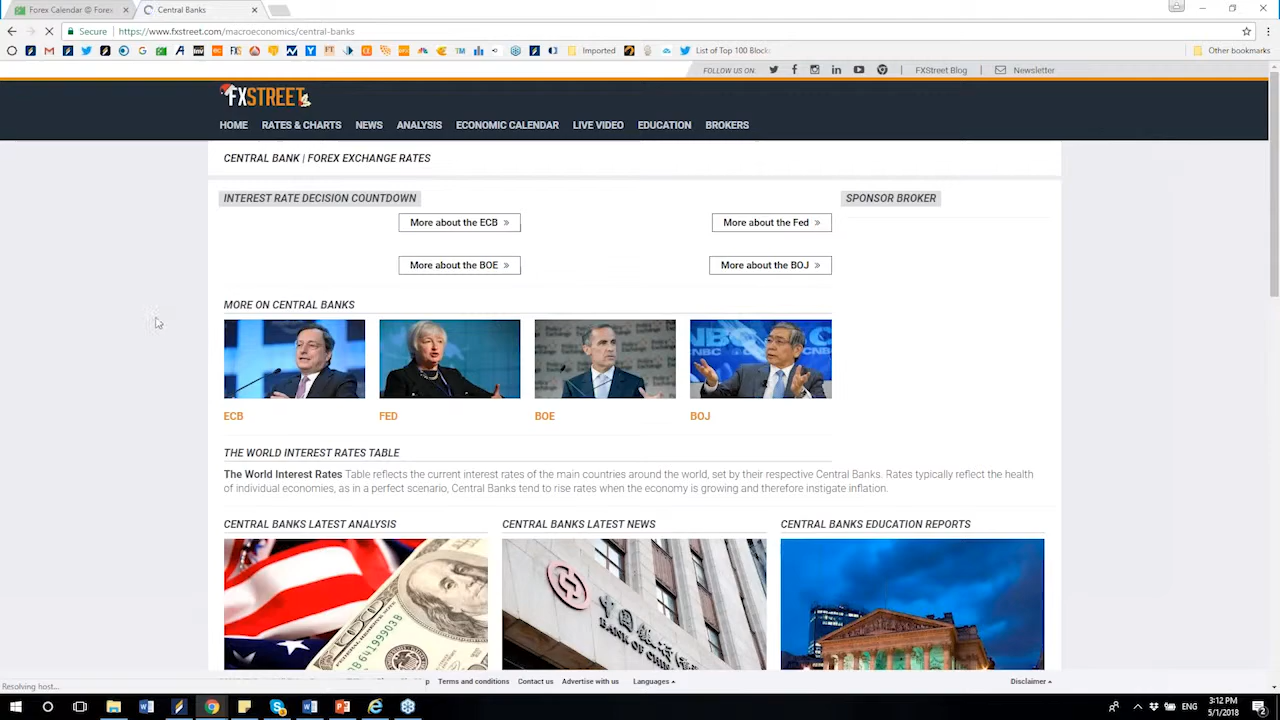 Forex Calendar @ Forex
Central Banks
Secure
https://www.fxstreet.com/macroeconomics/central-banks
Imported
List of Top 100 Block
Other bookmarks
FOLLOW US ON:
FXStreet Blog
Newsletter
FXSTREET
HOME
RATES & CHARTS
NEWS
ANALYSIS
ECONOMIC CALENDAR
LIVE VIDEO
EDUCATION
BROKERS
CENTRAL BANK | FOREX EXCHANGE RATES
INTEREST RATE DECISION COUNTDOWN
SPONSOR BROKER
More about the ECB »
More about the Fed »
More about the BOE »
More about the BOJ »
MORE ON CENTRAL BANKS
ECB
FED
BOE
BOJ
THE WORLD INTEREST RATES TABLE
The World Interest Rates Table reflects the current interest rates of the main countries around the world, set by their respective Central Banks. Rates typically reflect the health
of individual economies, as in a perfect scenario, Central Banks tend to rise rates when the economy is growing and therefore instigate inflation.
CENTRAL BANKS LATEST ANALYSIS
CENTRAL BANKS LATEST NEWS
CENTRAL BANKS EDUCATION REPORTS
Resolving host...
Terms and conditions
Contact us
Advertise with us
Languages
Disclaimer
ENG
3:12 PM
5/1/2018